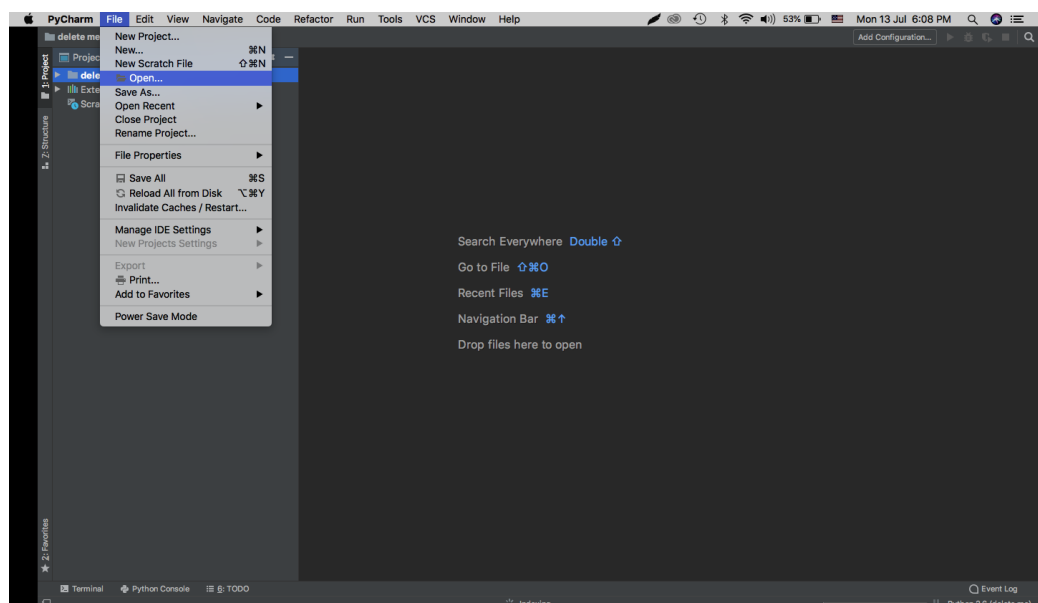 PyCharm File Edit View Navigate Code Refactor Run Tools VCS Window Help 53% Mon 13 Jul 6:08 PM
delete me
Add Configuration...
1: Project
Z: Structure
2: Favorites
Projec
dele
Exte
Scra
New Project...
New... ⌘N
New Scratch File ⇧⌘N
Open...
Save As...
Open Recent
Close Project
Rename Project...
File Properties
Save All ⌘S
Reload All from Disk ⌥⌘Y
Invalidate Caches / Restart...
Manage IDE Settings
New Projects Settings
Export
Print...
Add to Favorites
Power Save Mode
Search Everywhere Double ⇧
Go to File ⇧⌘O
Recent Files ⌘E
Navigation Bar ⌘↑
Drop files here to open
Terminal Python Console 6: TODO Event Log